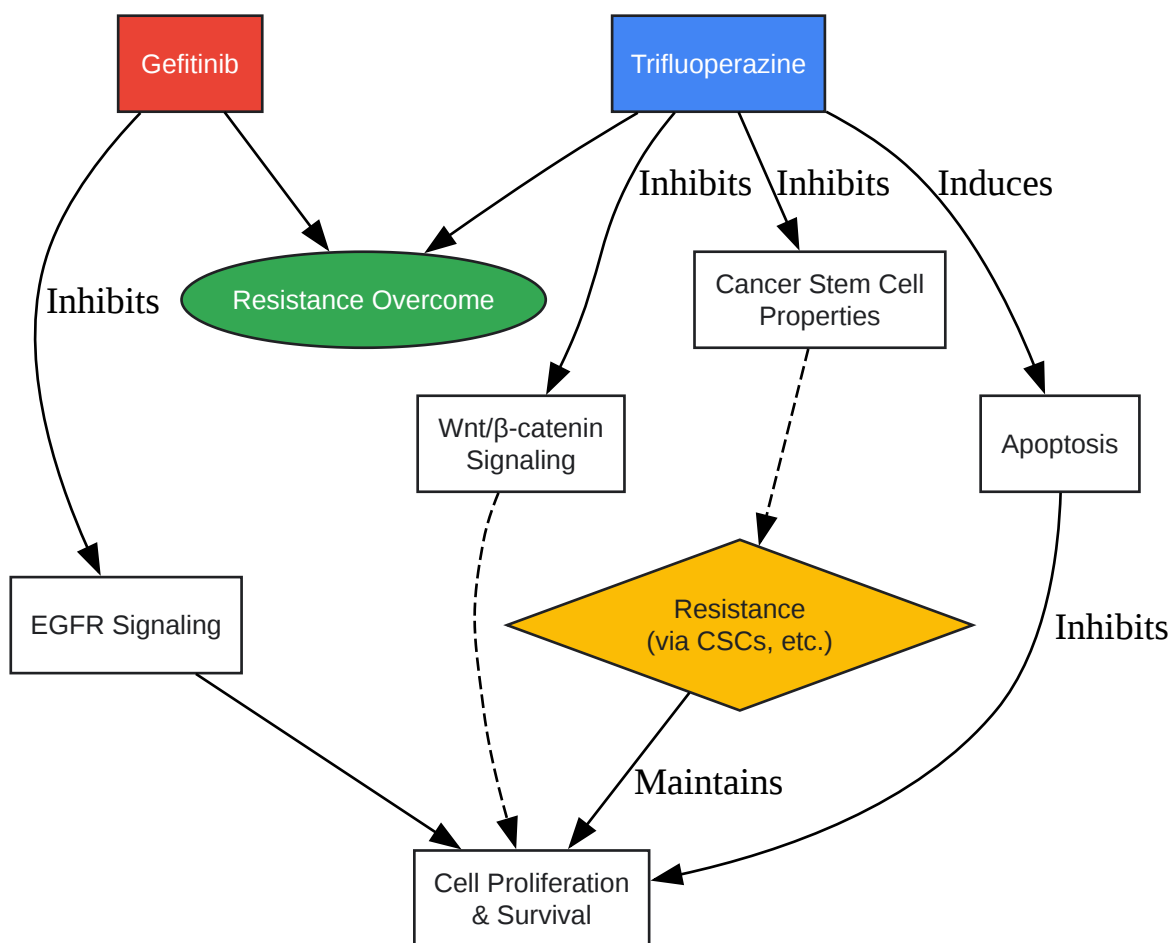 Gefitinib
Trifluoperazine
Inhibits
Inhibits
Induces
Inhibits
Resistance Overcome
Cancer Stem Cell
Properties
Wnt/β-catenin
Signaling
Apoptosis
EGFR Signaling
Resistance
(via CSCs, etc.)
Inhibits
Maintains
Cell Proliferation
& Survival